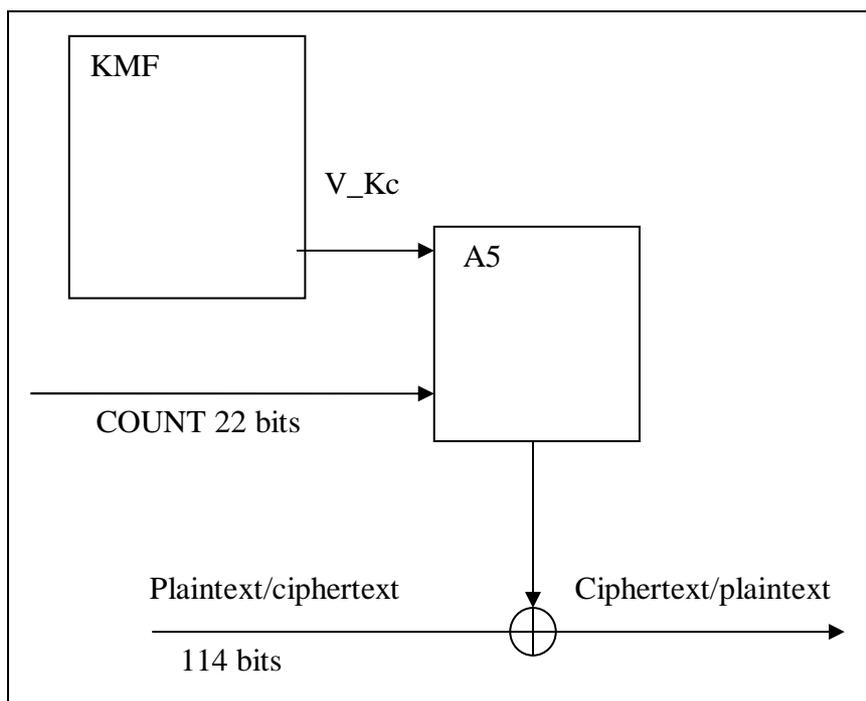 KMF
V_Kc
A5
COUNT 22 bits
Plaintext/ciphertext
Ciphertext/plaintext
114 bits